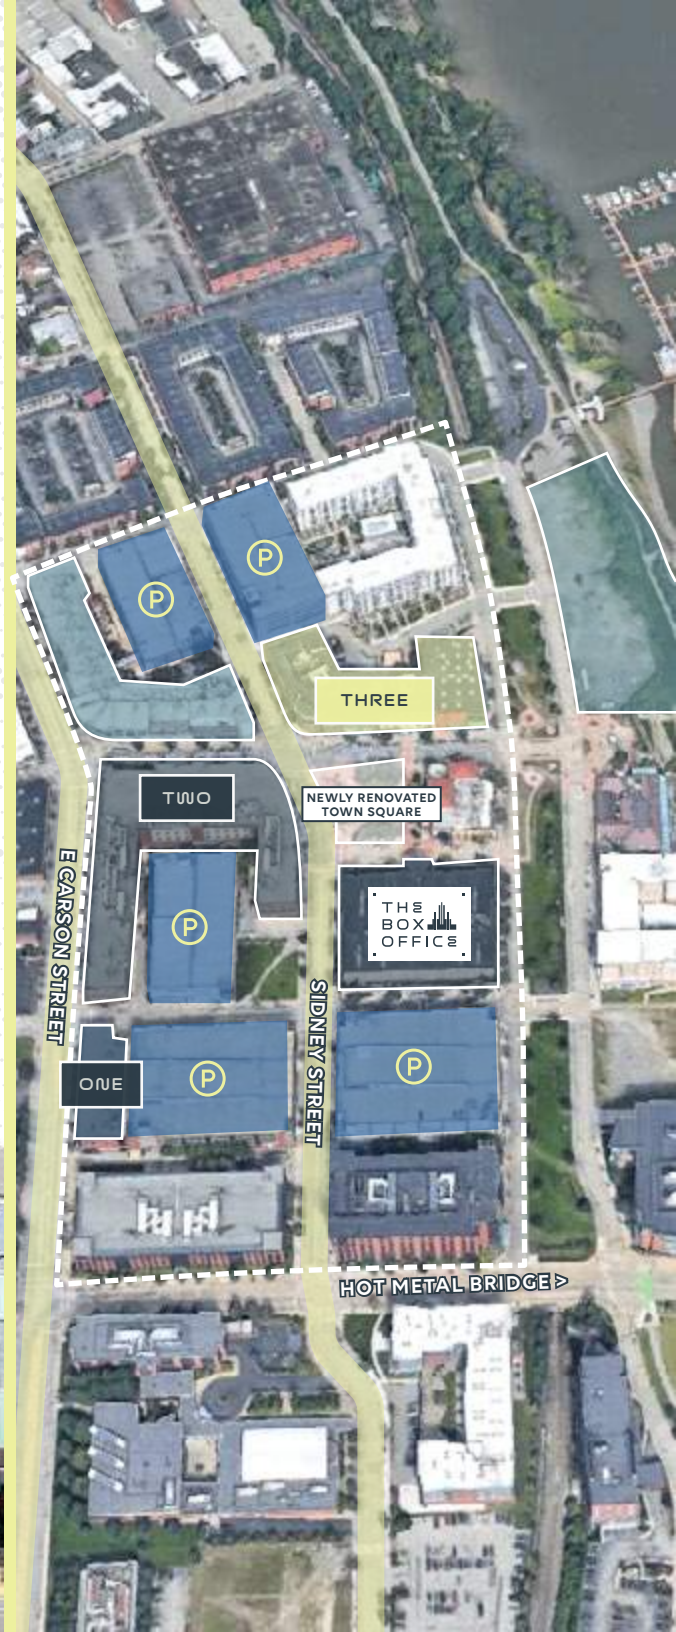 P
P
THREE
TWO
NEWLY RENOVATED
TOWN SQUARE
E CARSON STREET
P
THE
BOX
OFFICE
SIDNEY STREET
ONE
P
P
HOT METAL BRIDGE >